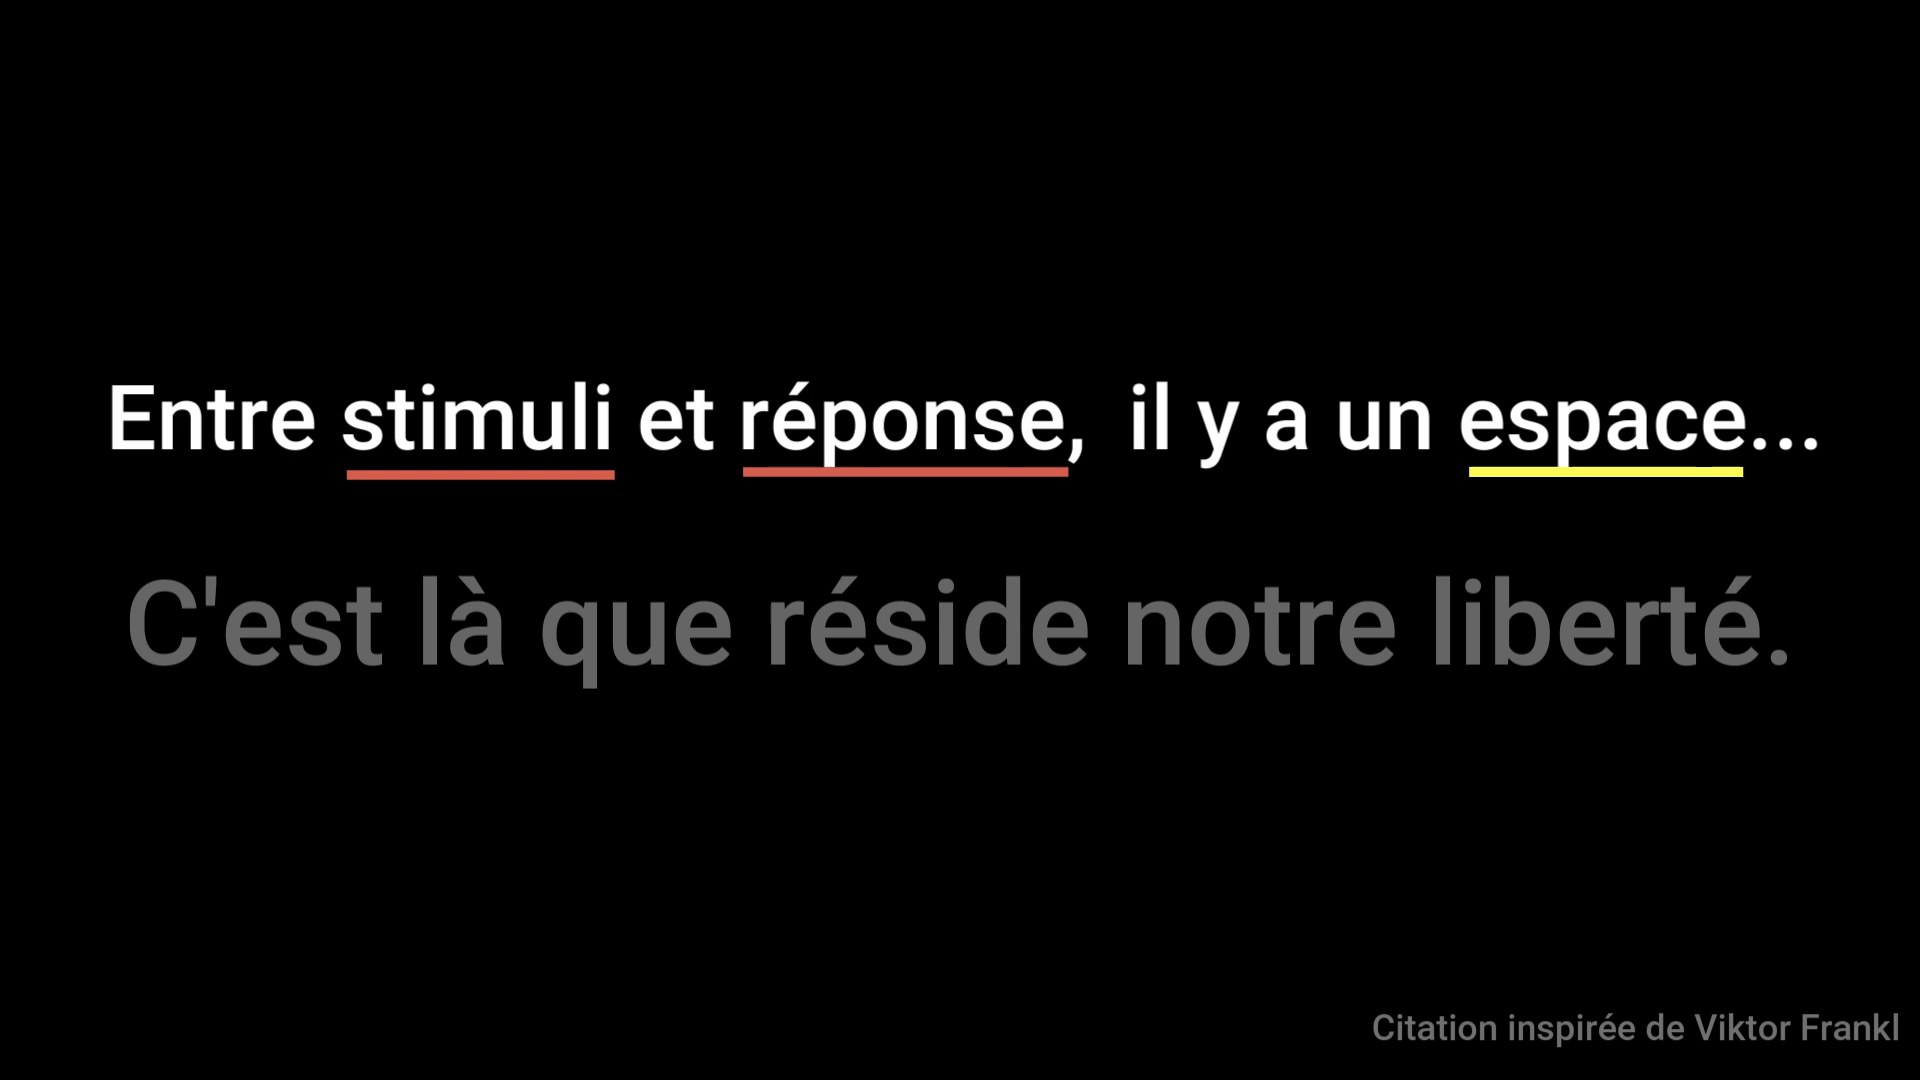 Entre stimuli et réponse, il y a un espace...
C'est là que réside notre liberté.
Citation inspirée de Viktor Frankl